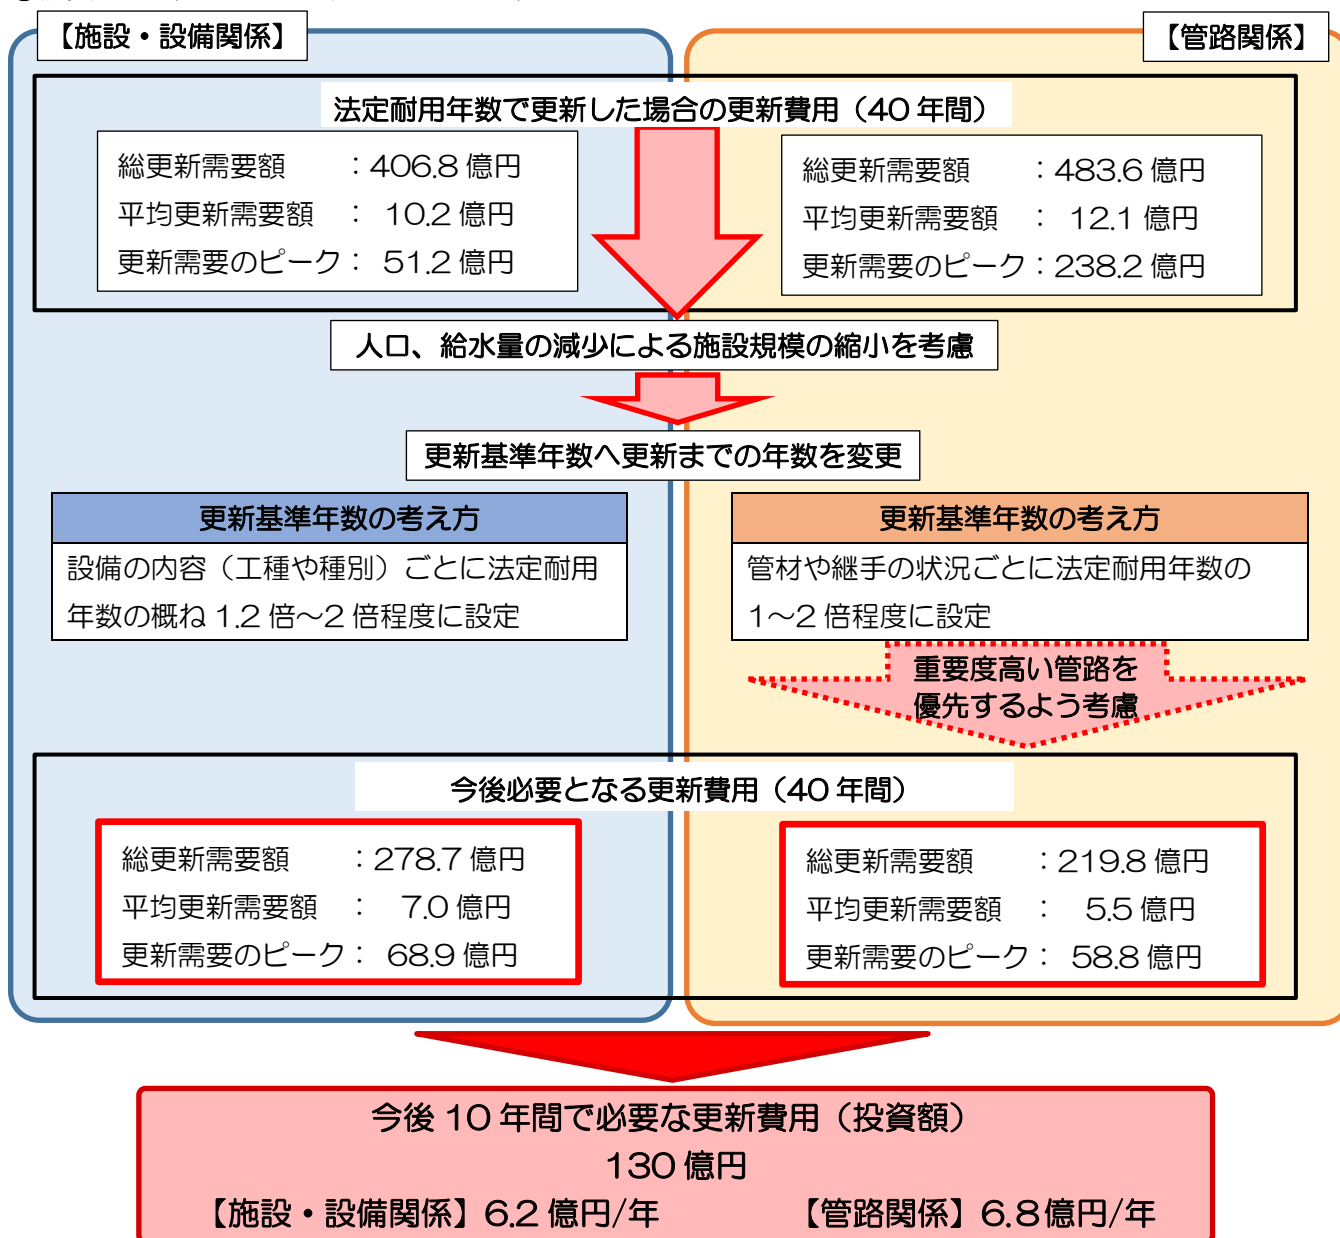 【施設・設備関係】
【管路関係】
法定耐用年数で更新した場合の更新費用（40年間）
総更新需要額　　：406.8億円
平均更新需要額　：　10.2億円
更新需要のピーク：　51.2億円
総更新需要額　　：483.6億円
平均更新需要額　：　12.1億円
更新需要のピーク：238.2億円
人口、給水量の減少による施設規模の縮小を考慮
更新基準年数へ更新までの年数を変更
更新基準年数の考え方
設備の内容（工種や種別）ごとに法定耐用
年数の概ね1.2倍～2倍程度に設定
更新基準年数の考え方
管材や継手の状況ごとに法定耐用年数の
1～2倍程度に設定
重要度高い管路を
優先するよう考慮
今後必要となる更新費用（40年間）
総更新需要額　　：278.7億円
平均更新需要額　：　7.0億円
更新需要のピーク：　68.9億円
総更新需要額　　：219.8億円
平均更新需要額　：　5.5億円
更新需要のピーク：　58.8億円
今後10年間で必要な更新費用（投資額）
130億円
【施設・設備関係】6.2億円/年　　【管路関係】6.8億円/年